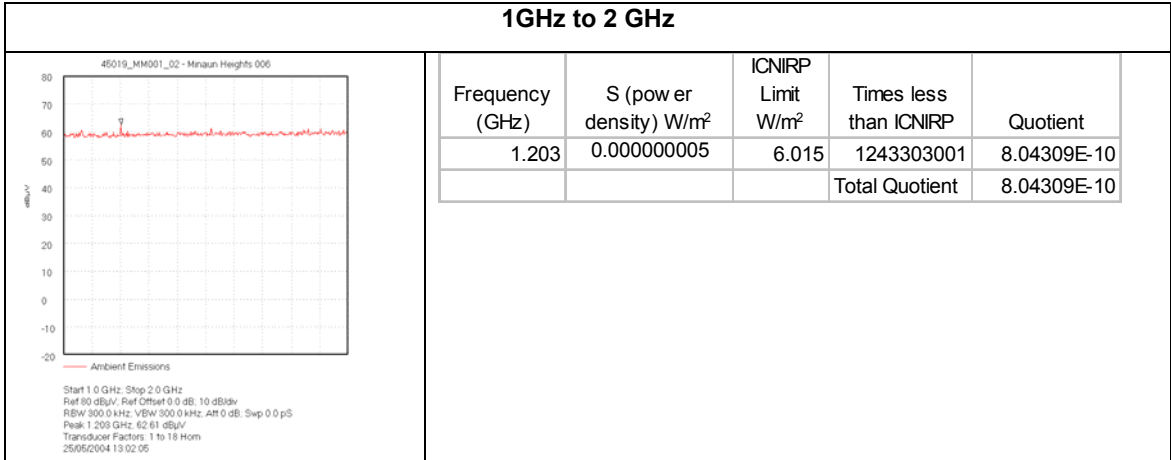 1GHz to 2 GHz
45019_MM001_02 - Minaun Heights 006
80
70
60
50
40
30
20
10
0
-10
-20
dBµV
Ambient Emissions
Start 1.0 GHz; Stop 2.0 GHz
Ref 80 dBµV; Ref Offset 0.0 dB; 10 dB/div
RBW 300.0 kHz; VBW 300.0 kHz; Att 0 dB; Swp 0.0 pS
Peak 1.203 GHz, 62.61 dBµV
Transducer Factors: 1 to 18 Horn
25/05/2004 13:02:05
Frequency (GHz) S (pow er density) W/m² ICNIRP Limit W/m² Times less than ICNIRP Quotient
1.203 0.000000005 6.015 1243303001 8.04309E-10
Total Quotient 8.04309E-10